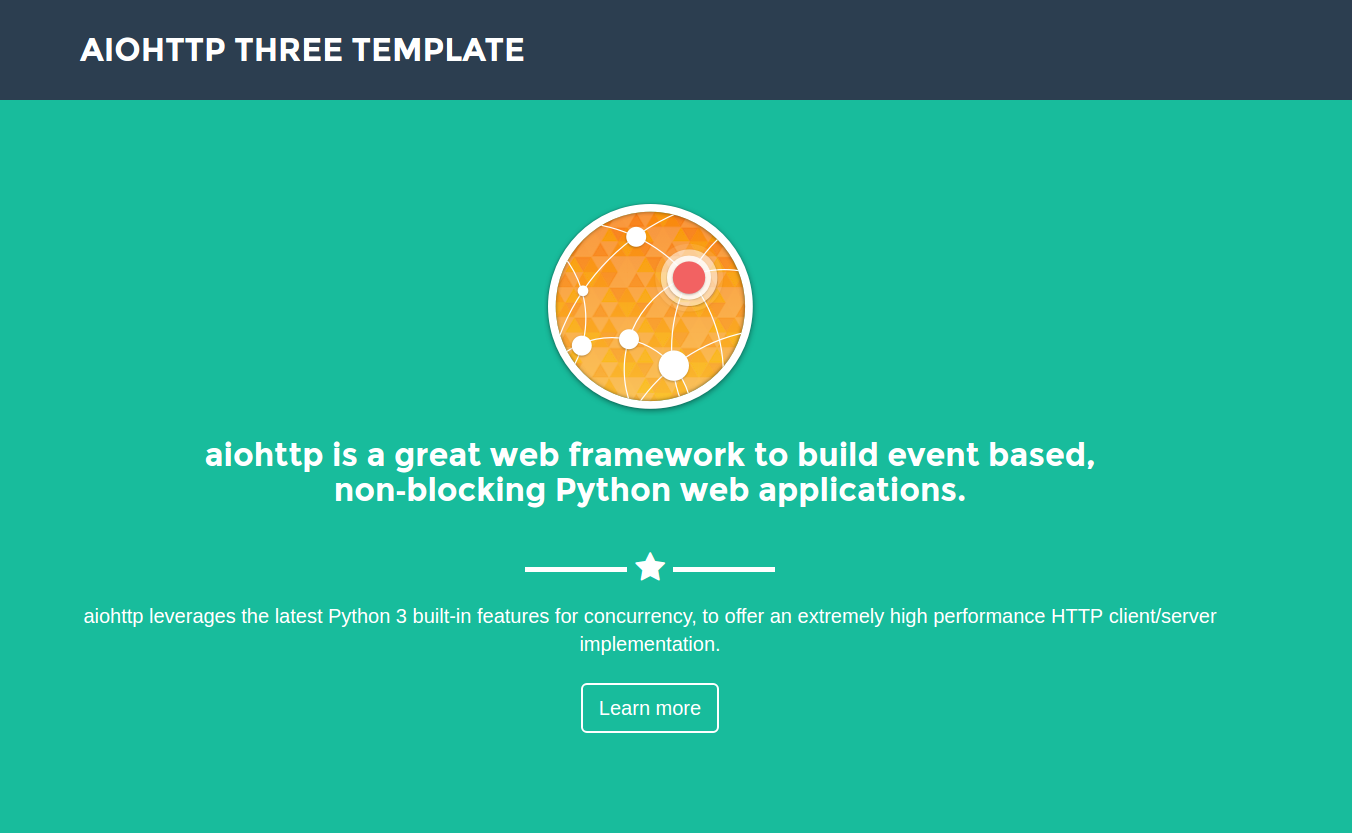 AIOHTTP THREE TEMPLATE
aiohttp is a great web framework to build event based,
non-blocking Python web applications.
aiohttp leverages the latest Python 3 built-in features for concurrency, to offer an extremely high performance HTTP client/server
implementation.
Learn more